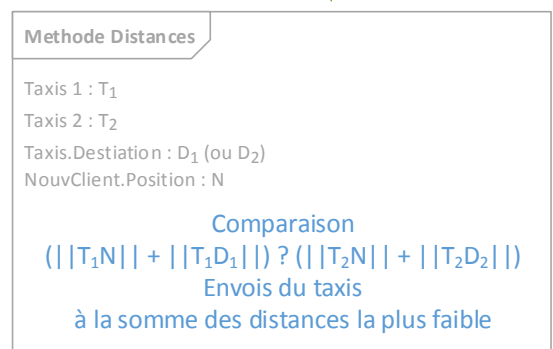 Methode Distances
Taxis 1 : T₁
Taxis 2 : T₂
Taxis.Destiation : D₁ (ou D₂)
NouvClient.Position : N
Comparaison
(||T₁N|| + ||T₁D₁||) ? (||T₂N|| + ||T₂D₂||)
Envois du taxis
à la somme des distances la plus faible